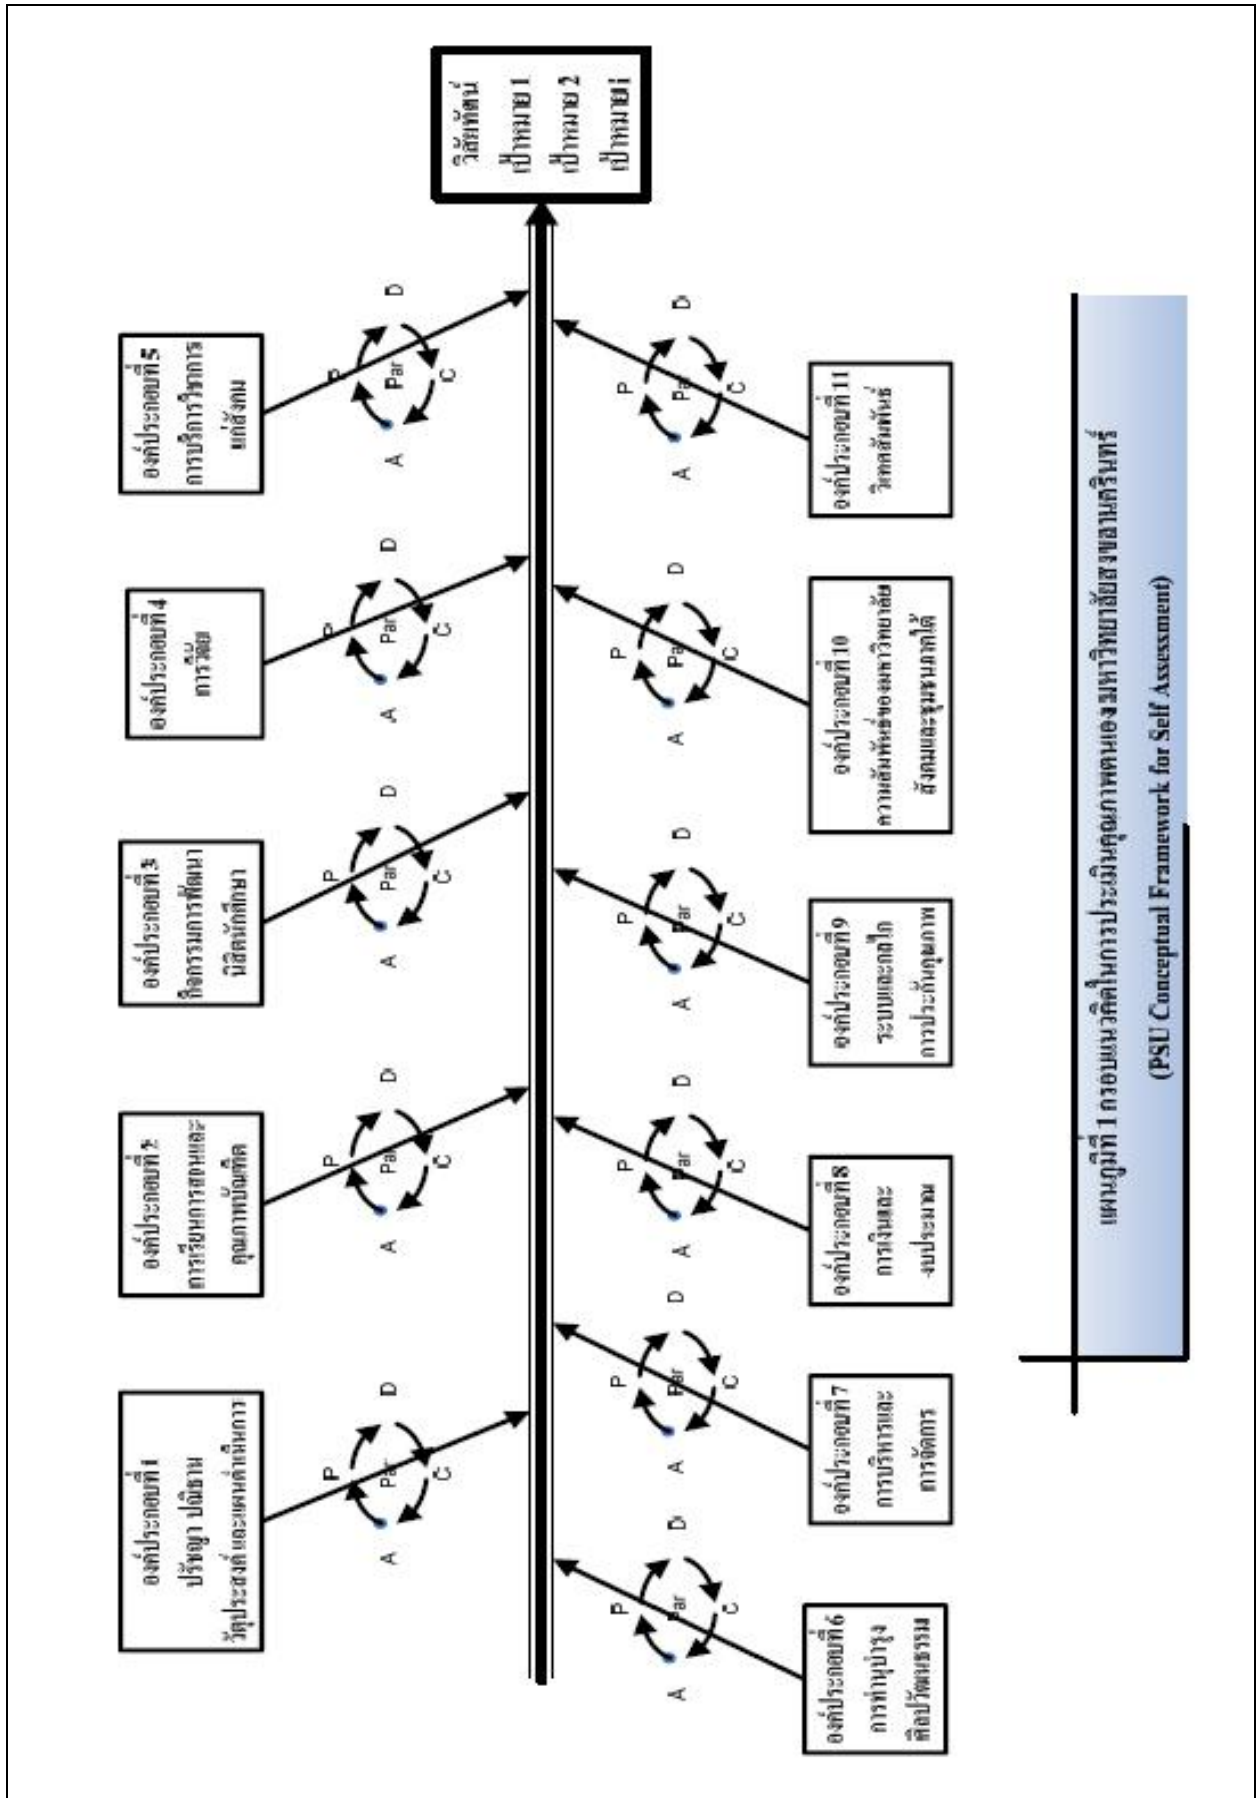 องค์ประกอบที่ 1
ปรัชญา ปณิธาน
วัตถุประสงค์ และแผนดำเนินการ
องค์ประกอบที่ 2
การเรียนการสอนและ
คุณภาพบัณฑิต
องค์ประกอบที่ 3
กิจกรรมการพัฒนา
นิสิตนักศึกษา
องค์ประกอบที่ 4
การวิจัย
องค์ประกอบที่ 5
การบริการวิชาการ
แก่สังคม
P
A Par D
C
P
A Par D
C
P
A Par D
C
P
A Par D
C
P
A Par D
C
วิสัยทัศน์
เป้าหมาย 1
เป้าหมาย 2
เป้าหมาย i
P
A Par D
C
P
A Par D
C
P
A Par D
C
P
A Par D
C
P
A Par D
C
P
A Par D
C
องค์ประกอบที่ 6
การทำนุบำรุง
ศิลปวัฒนธรรม
องค์ประกอบที่ 7
การบริหารและ
การจัดการ
องค์ประกอบที่ 8
การเงินและ
งบประมาณ
องค์ประกอบที่ 9
ระบบและกลไก
การประกันคุณภาพ
องค์ประกอบที่ 10
ความสัมพันธ์ของมหาวิทยาลัย
สังคมและชุมชนภาคใต้
องค์ประกอบที่ 11
วิเทศสัมพันธ์
แผนภูมิที่ 1 กรอบแนวคิดในการประเมินคุณภาพตนเองมหาวิทยาลัยสงขลานครินทร์
(PSU Conceptual Framework for Self Assessment)